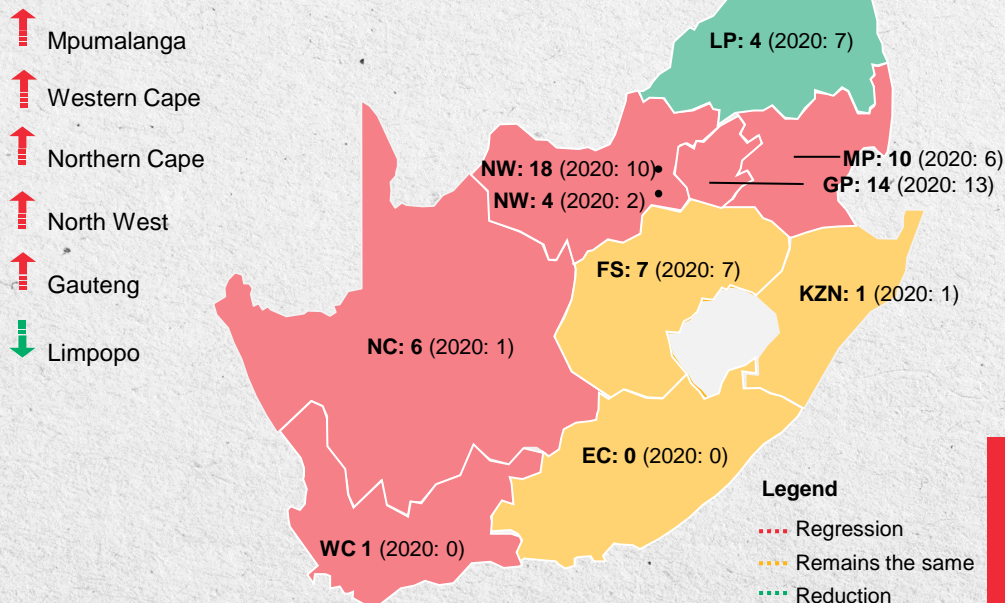 Mpumalanga
Western Cape
Northern Cape
North West
Gauteng
Limpopo
LP: 4 (2020: 7)
NW: 18 (2020: 10)
NW: 4 (2020: 2)
MP: 10 (2020: 6)
GP: 14 (2020: 13)
FS: 7 (2020: 7)
KZN: 1 (2020: 1)
NC: 6 (2020: 1)
EC: 0 (2020: 0)
WC 1 (2020: 0)
Legend
Regression
Remains the same
Reduction